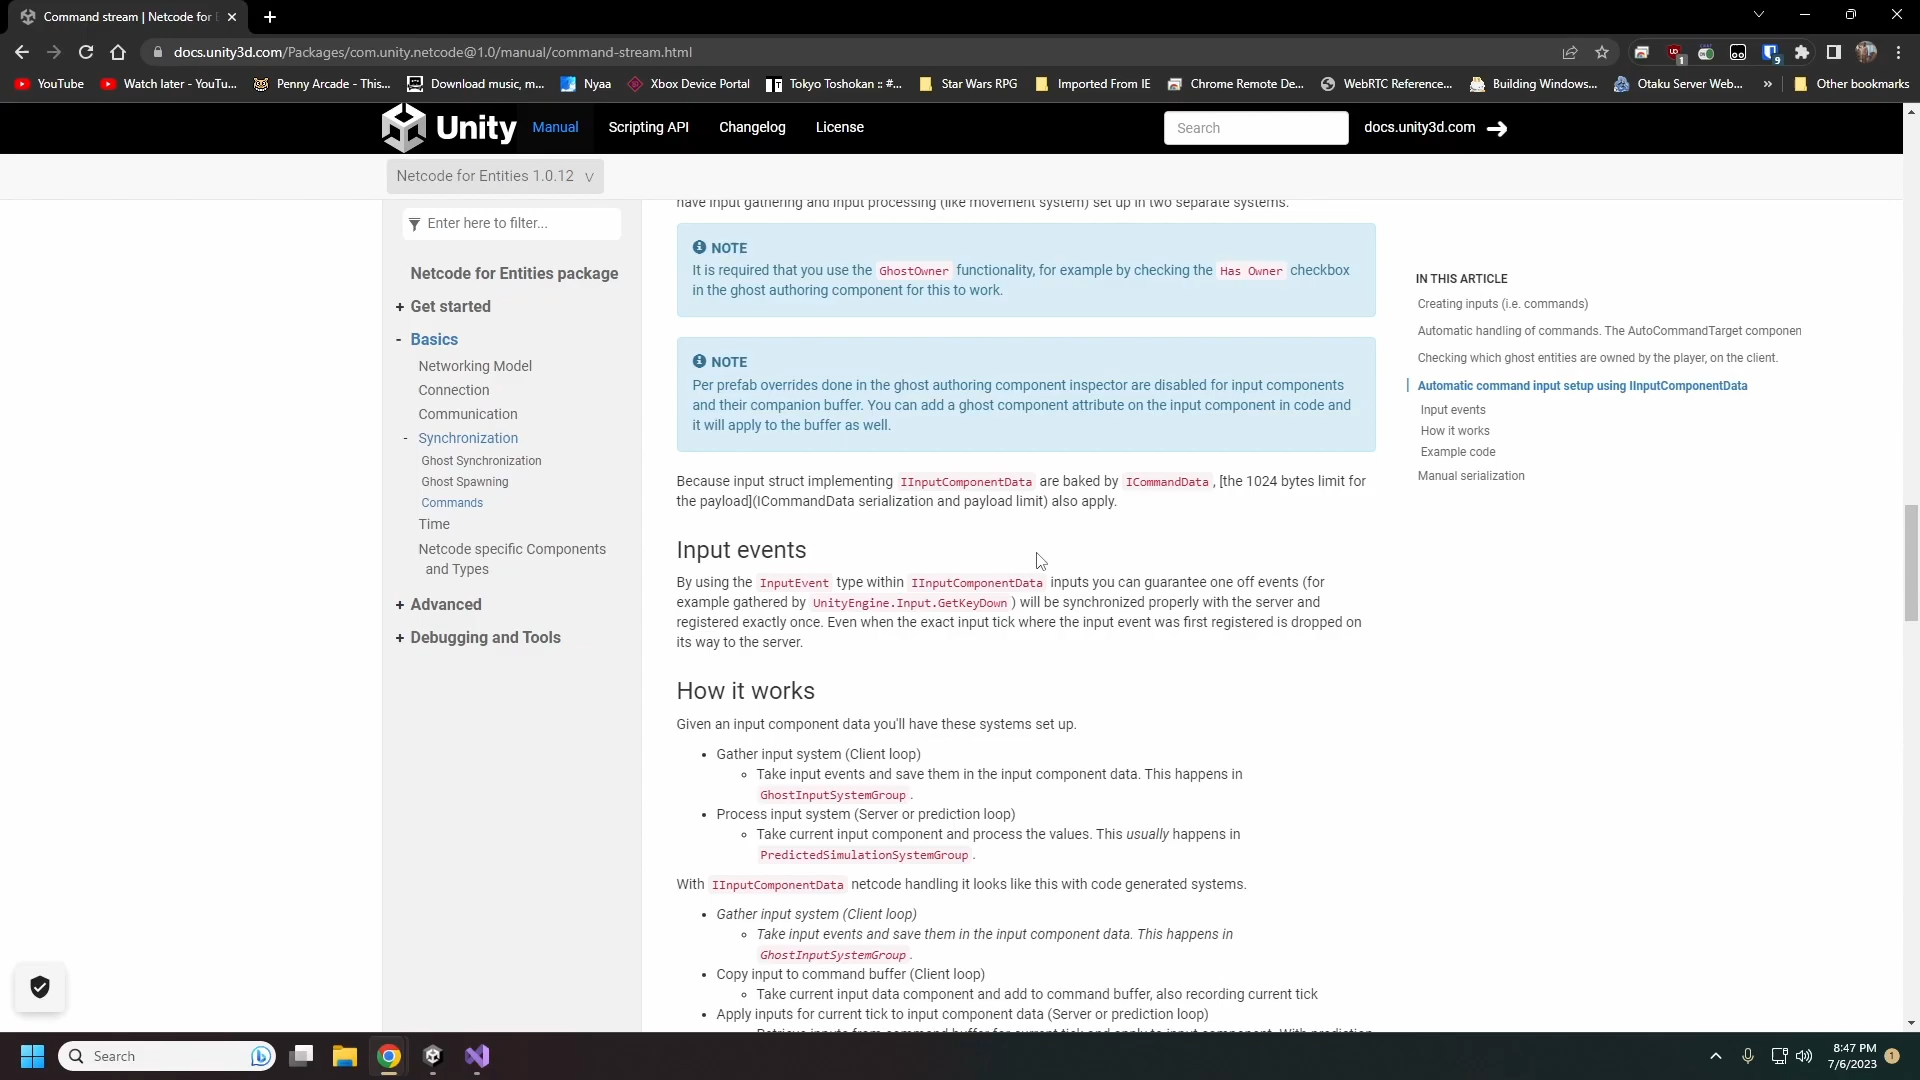 Command stream | Netcode for E
docs.unity3d.com/Packages/com.unity.netcode@1.0/manual/command-stream.html
1
9
YouTube
Watch later - YouTu...
Penny Arcade - This...
Download music, m...
Nyaa
Xbox Device Portal
Tokyo Toshokan :: #...
Star Wars RPG
Imported From IE
Chrome Remote De...
WebRTC Reference...
Building Windows...
Otaku Server Web...
»
Other bookmarks
Unity
Manual
Scripting API
Changelog
License
Search
docs.unity3d.com
Netcode for Entities 1.0.12
Enter here to filter...
Netcode for Entities package
+ Get started
- Basics
Networking Model
Connection
Communication
- Synchronization
Ghost Synchronization
Ghost Spawning
Commands
Time
Netcode specific Components
and Types
+ Advanced
+ Debugging and Tools
have input gathering and input processing (like movement system) set up in two separate systems.
NOTE
It is required that you use the GhostOwner functionality, for example by checking the Has Owner checkbox
in the ghost authoring component for this to work.
NOTE
Per prefab overrides done in the ghost authoring component inspector are disabled for input components
and their companion buffer. You can add a ghost component attribute on the input component in code and
it will apply to the buffer as well.
Because input struct implementing IInputComponentData are baked by ICommandData, [the 1024 bytes limit for
the payload](ICommandData serialization and payload limit) also apply.
Input events
By using the InputEvent type within IInputComponentData inputs you can guarantee one off events (for
example gathered by UnityEngine.Input.GetKeyDown) will be synchronized properly with the server and
registered exactly once. Even when the exact input tick where the input event was first registered is dropped on
its way to the server.
How it works
Given an input component data you'll have these systems set up.
• Gather input system (Client loop)
Take input events and save them in the input component data. This happens in
GhostInputSystemGroup.
• Process input system (Server or prediction loop)
Take current input component and process the values. This usually happens in
PredictedSimulationSystemGroup.
With IInputComponentData netcode handling it looks like this with code generated systems.
• Gather input system (Client loop)
Take input events and save them in the input component data. This happens in
GhostInputSystemGroup.
• Copy input to command buffer (Client loop)
Take current input data component and add to command buffer, also recording current tick
• Apply inputs for current tick to input component data (Server or prediction loop)
Retrieve inputs from command buffer for current tick and apply to input component. With prediction
IN THIS ARTICLE
Creating inputs (i.e. commands)
Automatic handling of commands. The AutoCommandTarget componen
Checking which ghost entities are owned by the player, on the client.
Automatic command input setup using IInputComponentData
Input events
How it works
Example code
Manual serialization
Search
8:47 PM
7/6/2023
1